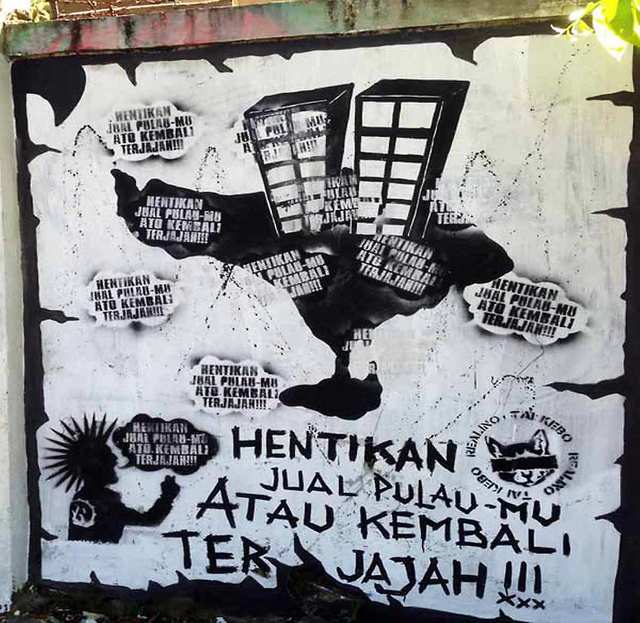 HENTIKAN
JUAL PULAU-MU
ATO KEMBALI
TERJAJAH!!!
HENTIKAN
JUAL PULAU-MU
ATO KEMBALI
TERJAJAH!!!
HENTIKAN
JUAL PULAU-MU
ATO KEMBALI
TERJAJAH!!!
HENTIKAN
JUAL PULAU-MU
ATO KEMBALI
TERJAJAH!!!
HENTIKAN
JUAL PULAU-MU
ATO KEMBALI
TERJAJAH!!!
HENTIKAN
JUAL PULAU-MU
ATO KEMBALI
TERJAJAH!!!
HENTIKAN
JUAL PULAU-MU
ATO KEMBALI
TERJAJAH!!!
HENTIKAN
JUAL PULAU-MU
ATO KEMBALI
TERJAJAH!!!
TAI KEBO
TAI KEBO
HENTIKAN
JUAL PULAU-MU
ATAU KEMBALI
TER JAJAH!!!
xxx